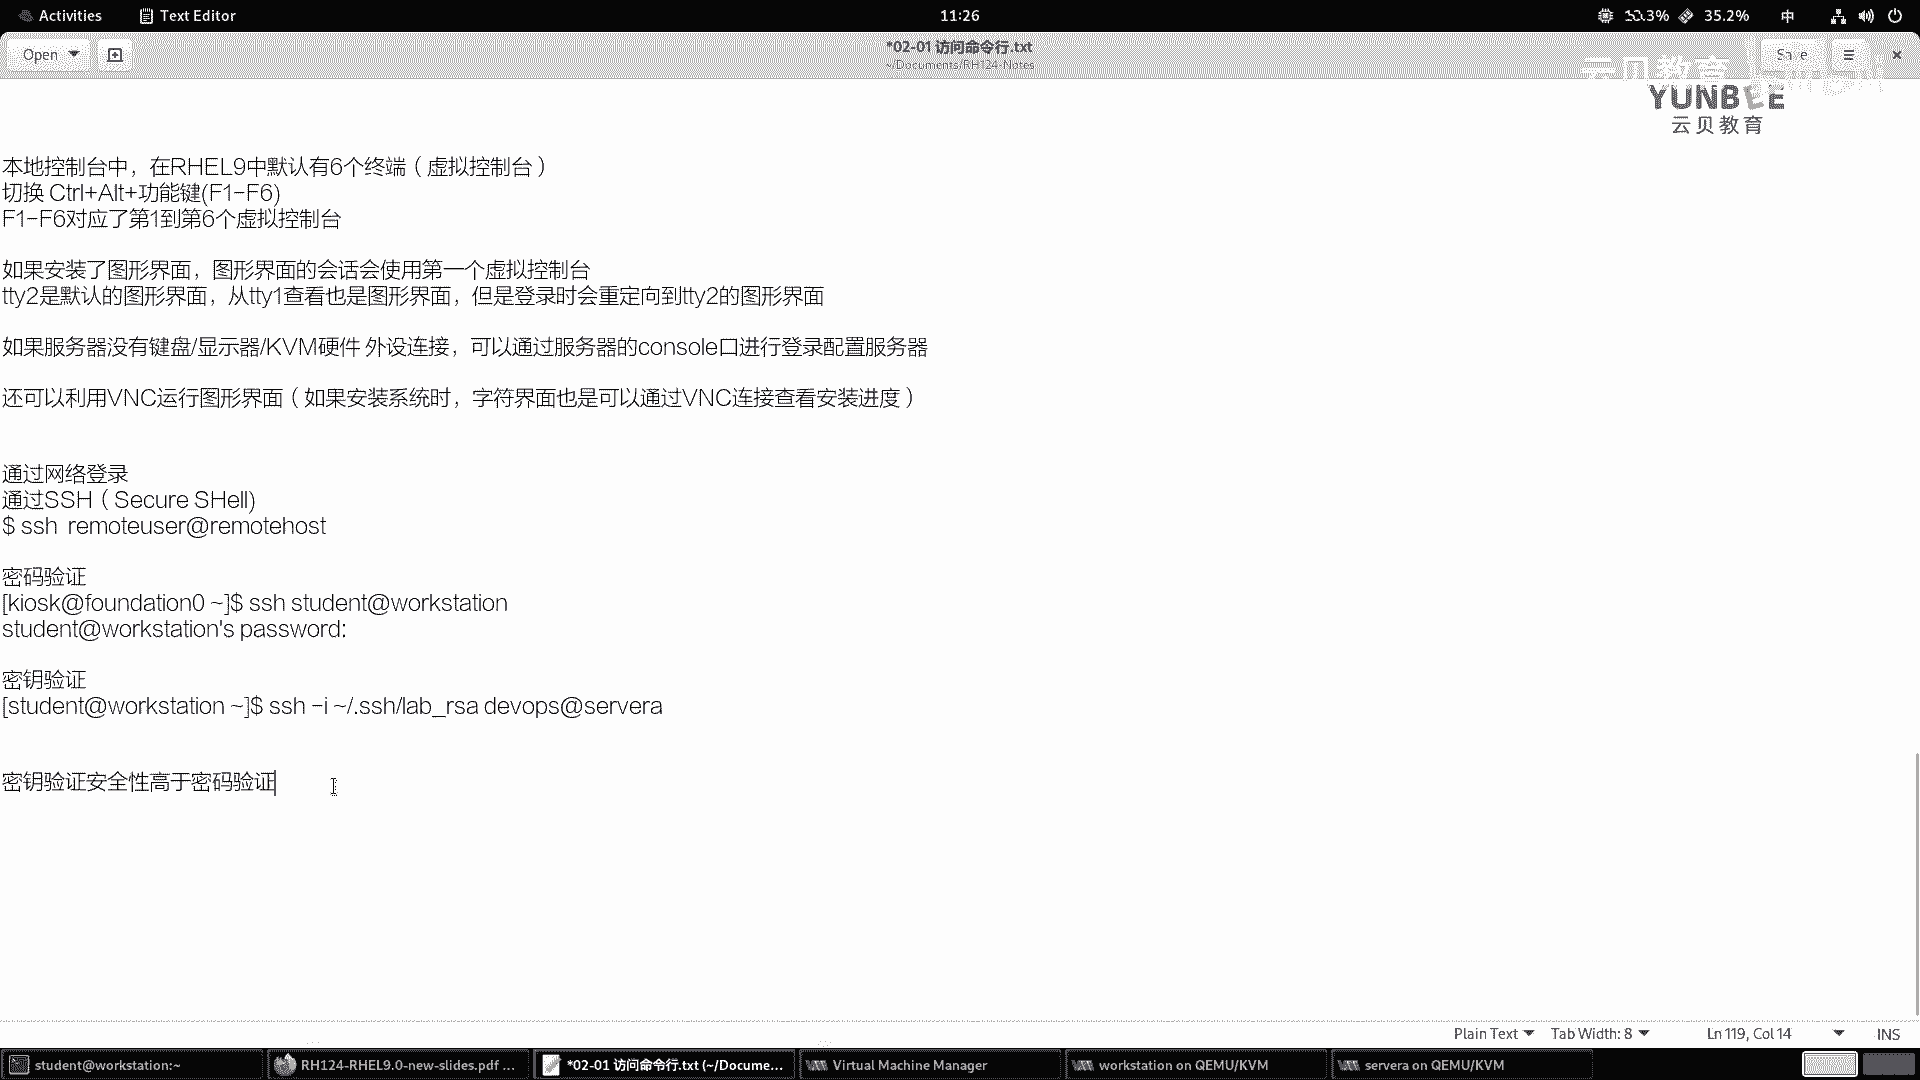 Activities
Text Editor
11:26
35.2%
中
Open
*02-01 访问命令行.txt
~/Documents/RH124-Notes
Save
云贝教育
YUNBEE
云贝教育
本地控制台中，在RHEL9中默认有6个终端（虚拟控制台）
切换 Ctrl+Alt+功能键(F1-F6)
F1-F6对应了第1到第6个虚拟控制台
如果安装了图形界面，图形界面的会话会使用第一个虚拟控制台
tty2是默认的图形界面，从tty1查看也是图形界面，但是登录时会重定向到tty2的图形界面
如果服务器没有键盘/显示器/KVM硬件 外设连接，可以通过服务器的console口进行登录配置服务器
还可以利用VNC运行图形界面（如果安装系统时，字符界面也是可以通过VNC连接查看安装进度）
通过网络登录
通过SSH（Secure SHell)
$ ssh  remoteuser@remotehost
密码验证
[kiosk@foundation0 ~]$ ssh student@workstation
student@workstation's password:
密钥验证
[student@workstation ~]$ ssh -i ~/.ssh/lab_rsa devops@servera
密钥验证安全性高于密码验证
Plain Text
Tab Width: 8
Ln 119, Col 14
INS
student@workstation:~
RH124-RHEL9.0-new-slides.pdf ...
*02-01 访问命令行.txt (~/Docume...
Virtual Machine Manager
workstation on QEMU/KVM
servera on QEMU/KVM